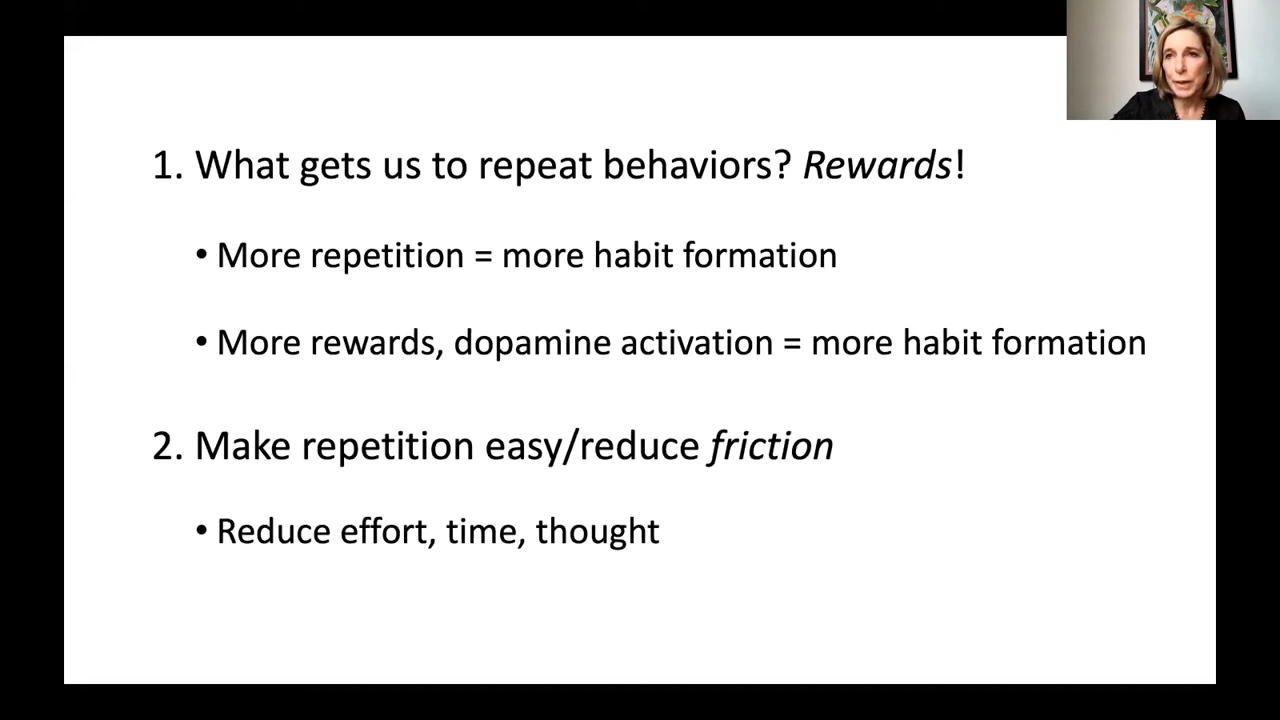 1. What gets us to repeat behaviors? Rewards!
• More repetition = more habit formation
• More rewards, dopamine activation = more habit formation
2. Make repetition easy/reduce friction
• Reduce effort, time, thought